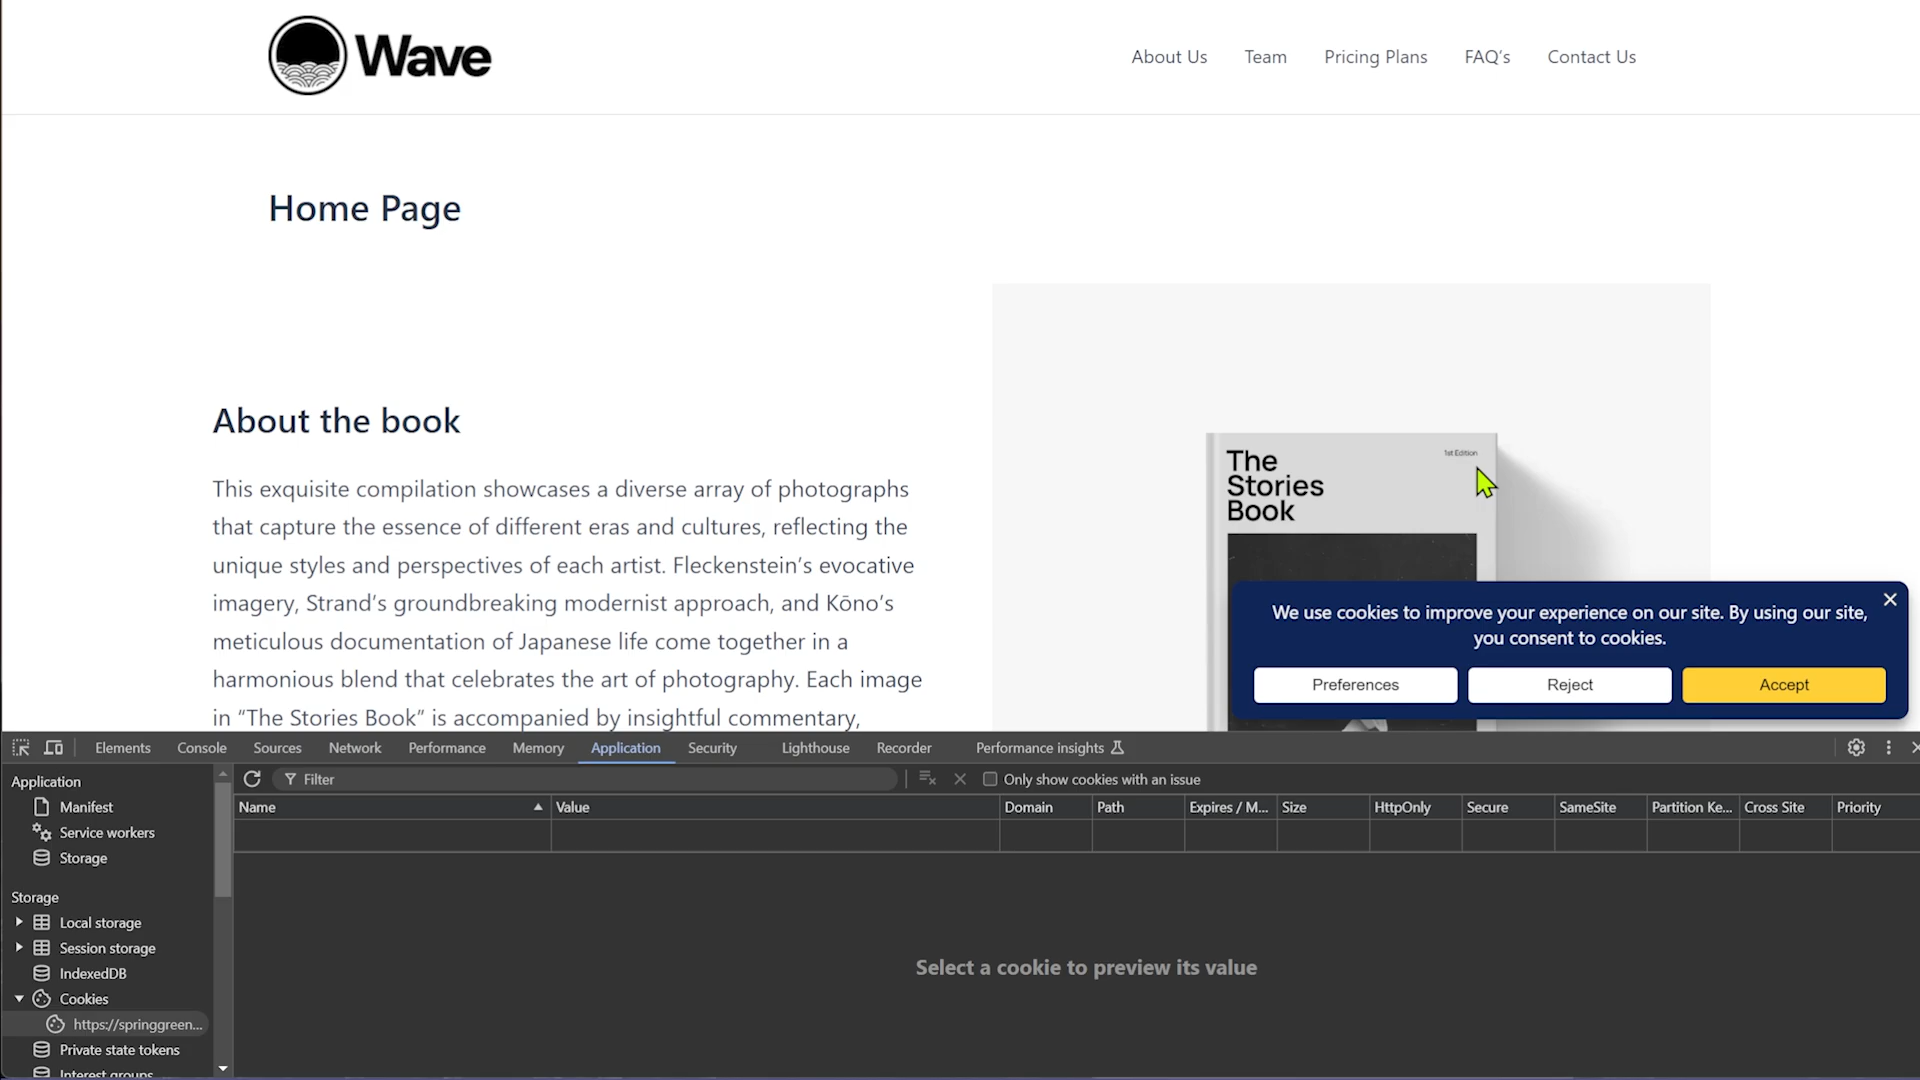 Wave
About Us
Team
Pricing Plans
FAQ’s
Contact Us
Home Page
About the book
This exquisite compilation showcases a diverse array of photographs
that capture the essence of different eras and cultures, reflecting the
unique styles and perspectives of each artist. Fleckenstein’s evocative
imagery, Strand’s groundbreaking modernist approach, and Kōno’s
meticulous documentation of Japanese life come together in a
harmonious blend that celebrates the art of photography. Each image
in “The Stories Book” is accompanied by insightful commentary,
The
Stories
Book
1st Edition
We use cookies to improve your experience on our site. By using our site,
you consent to cookies.
Preferences
Reject
Accept
Elements
Console
Sources
Network
Performance
Memory
Application
Security
Lighthouse
Recorder
Performance insights
Application
Manifest
Service workers
Storage
Storage
Local storage
Session storage
IndexedDB
Cookies
https://springgreen...
Private state tokens
Interest groups
Filter
Only show cookies with an issue
Name
Value
Domain
Path
Expires / M...
Size
HttpOnly
Secure
SameSite
Partition Ke...
Cross Site
Priority
Select a cookie to preview its value